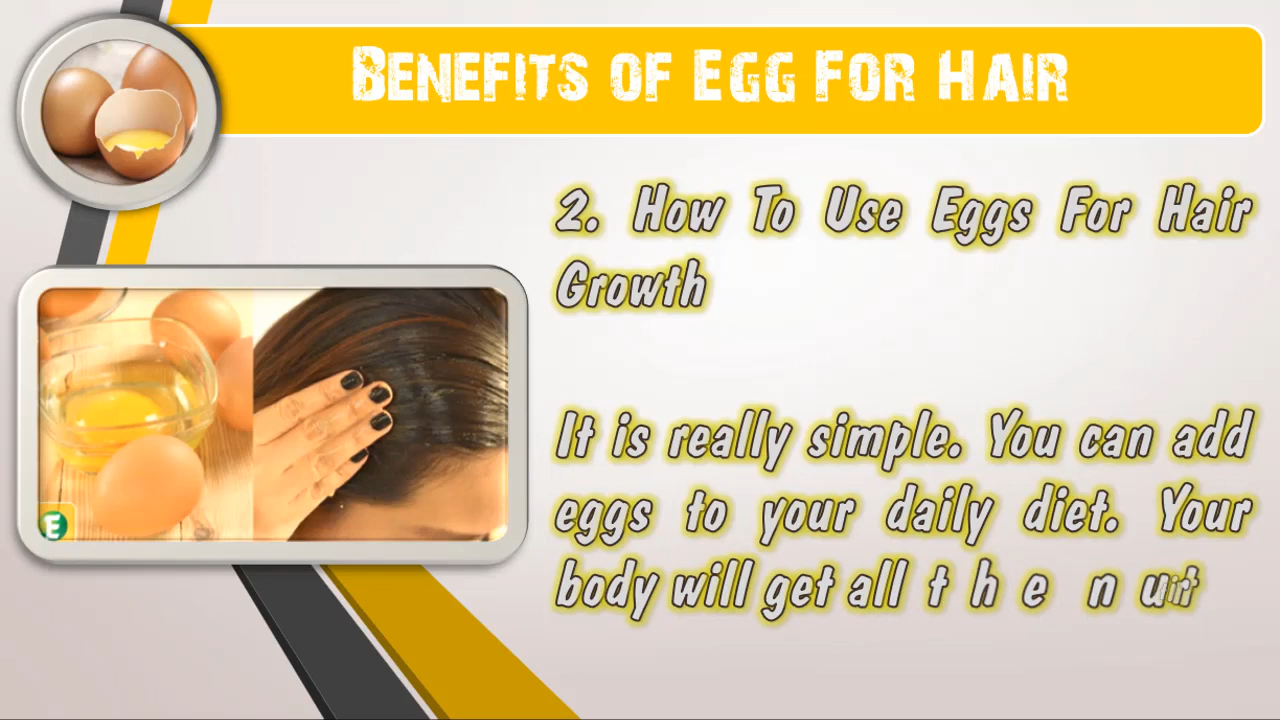 BENEFITS OF EGG FOR HAIR
2. How To Use Eggs For Hair
Growth
It is really simple. You can add
eggs to your daily diet. Your
body will get all the
E